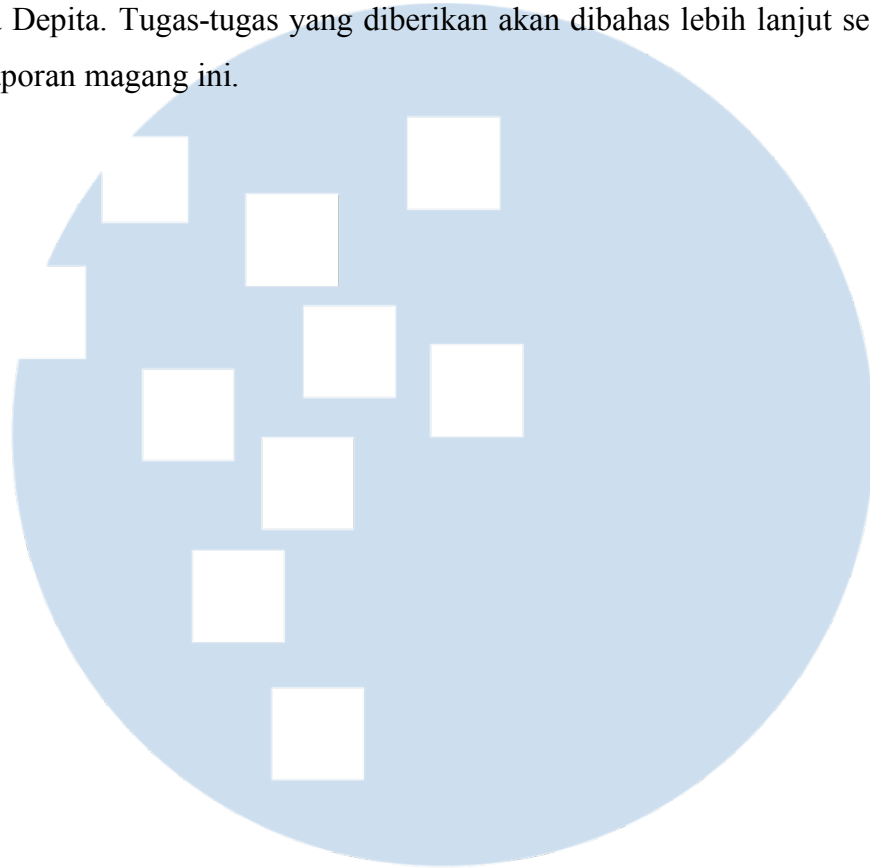 Depita. Tugas-tugas yang diberikan akan dibahas lebih lanjut se
poran magang ini.